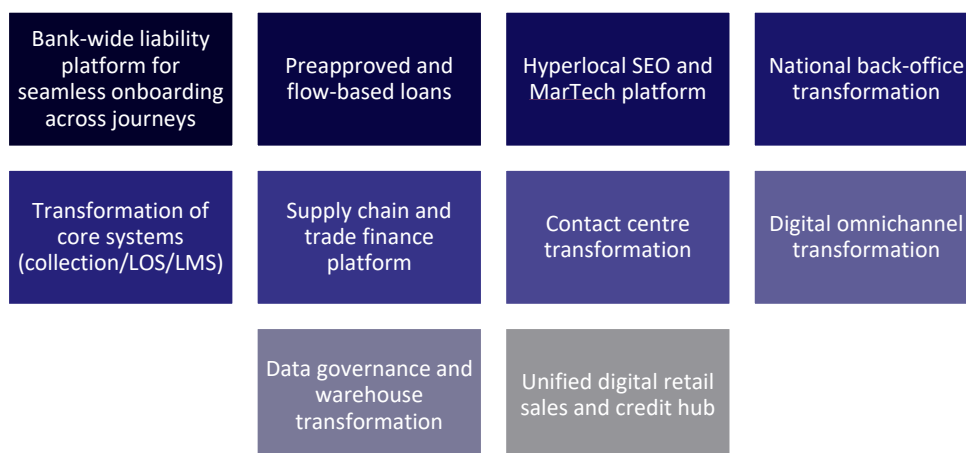 Bank-wide liability
platform for
seamless onboarding
across journeys
Preapproved and
flow-based loans
Hyperlocal SEO and
MarTech platform
National back-office
transformation
Transformation of
core systems
(collection/LOS/LMS)
Supply chain and
trade finance
platform
Contact centre
transformation
Digital omnichannel
transformation
Data governance and
warehouse
transformation
Unified digital retail
sales and credit hub